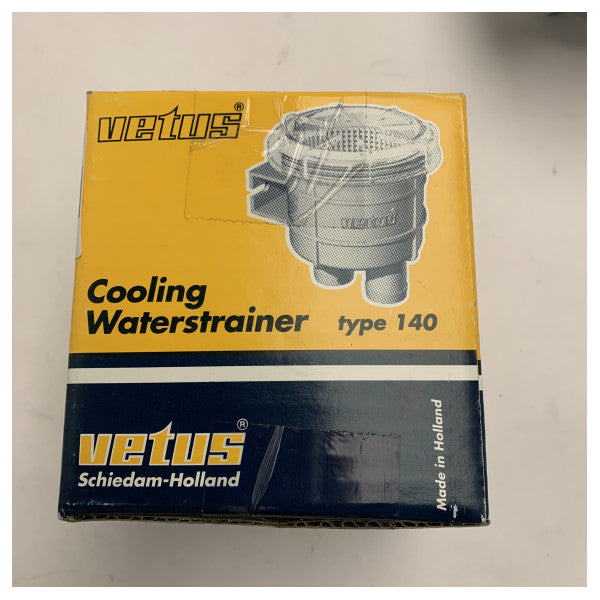 vetus®
vetus
Cooling
Waterstrainer type 140
vetus®
Schiedam-Holland
Made in Holland